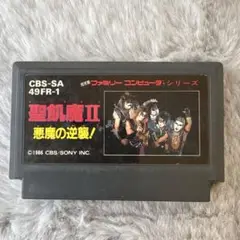 CBS-SA
49FR-1
ファミリー コンピュータ・シリーズ
聖飢魔II
悪魔の逆襲!
©1986 CBS/SONY INC.